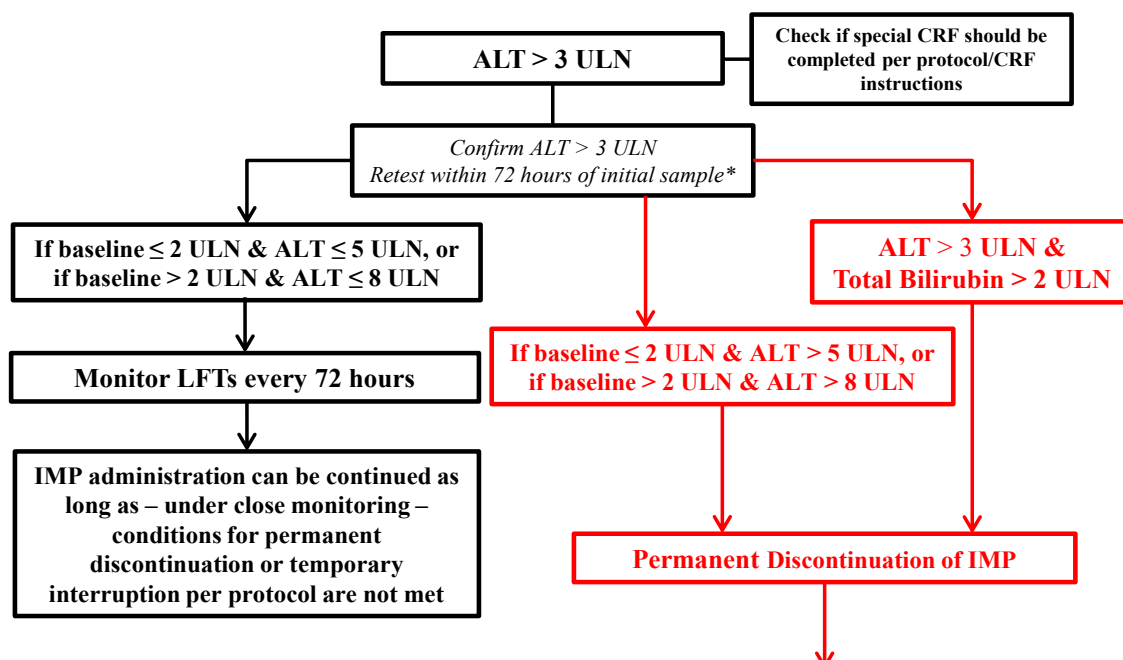 ALT > 3 ULN
Check if special CRF should be
completed per protocol/CRF
instructions
Confirm ALT > 3 ULN
Retest within 72 hours of initial sample*
If baseline ≤ 2 ULN & ALT ≤ 5 ULN, or
if baseline > 2 ULN & ALT ≤ 8 ULN
ALT > 3 ULN &
Total Bilirubin > 2 ULN
If baseline ≤ 2 ULN & ALT > 5 ULN, or
if baseline > 2 ULN & ALT > 8 ULN
Monitor LFTs every 72 hours
IMP administration can be continued as
long as – under close monitoring –
conditions for permanent
discontinuation or temporary
interruption per protocol are not met
Permanent Discontinuation of IMP